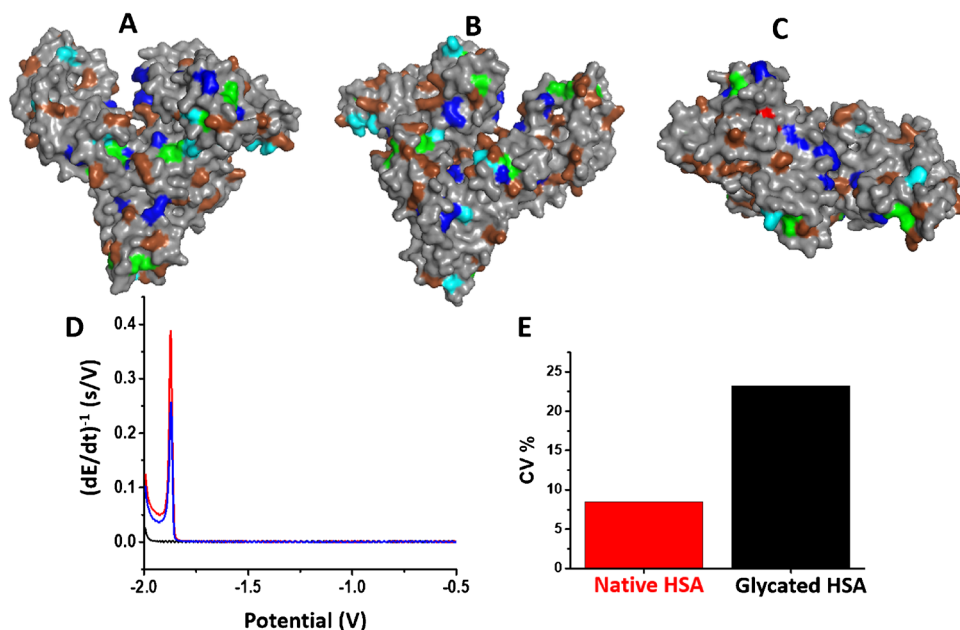 A
B
C
D
(dE/dt)⁻¹ (s/V)
0.4
0.3
0.2
0.1
0.0
-2.0
-1.5
-1.0
-0.5
Potential (V)
E
CV %
25
20
15
10
5
0
Native HSA
Glycated HSA